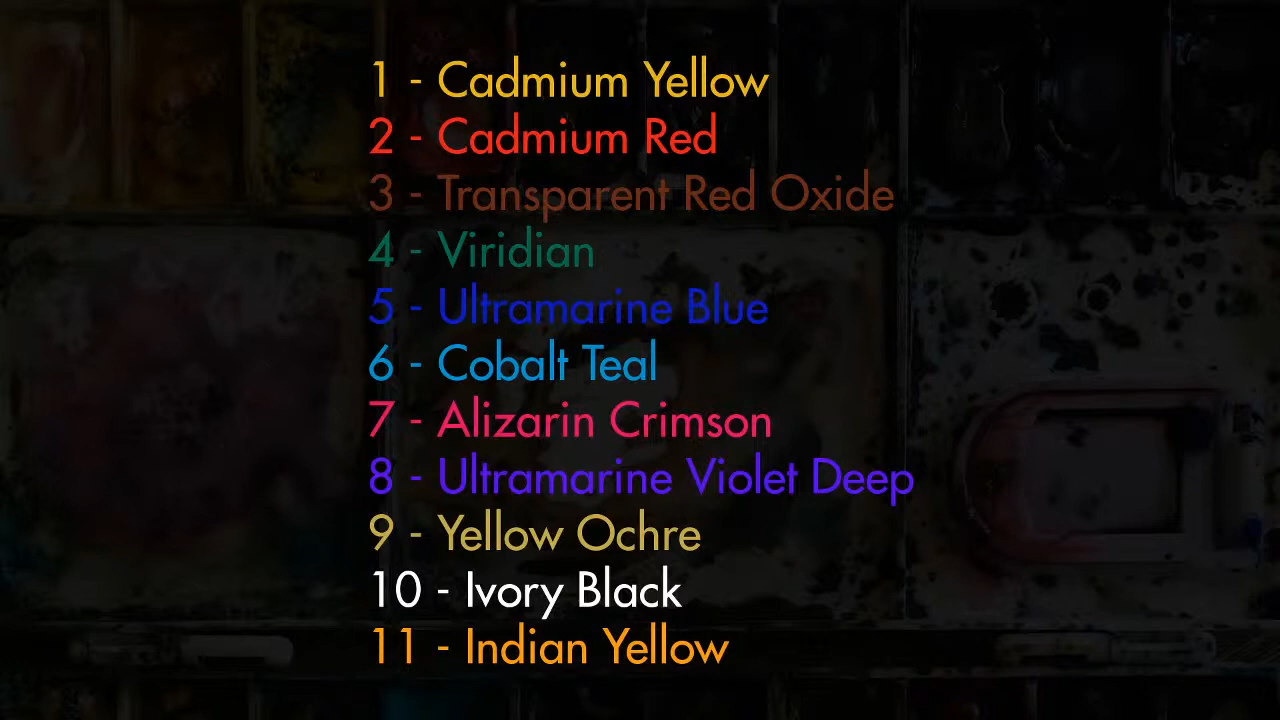 1 - Cadmium Yellow
2 - Cadmium Red
3 - Transparent Red Oxide
4 - Viridian
5 - Ultramarine Blue
6 - Cobalt Teal
7 - Alizarin Crimson
8 - Ultramarine Violet Deep
9 - Yellow Ochre
10 - Ivory Black
11 - Indian Yellow